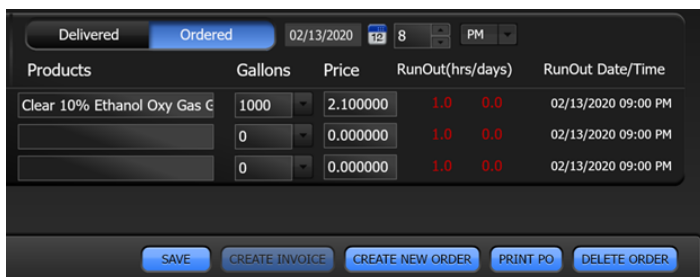 Delivered Ordered 02/13/2020 12 8 PM
Products Gallons Price RunOut(hrs/days) RunOut Date/Time
Clear 10% Ethanol Oxy Gas G 1000 2.100000 1.0 0.0 02/13/2020 09:00 PM
0 0.000000 1.0 0.0 02/13/2020 09:00 PM
0 0.000000 1.0 0.0 02/13/2020 09:00 PM
SAVE CREATE INVOICE CREATE NEW ORDER PRINT PO DELETE ORDER